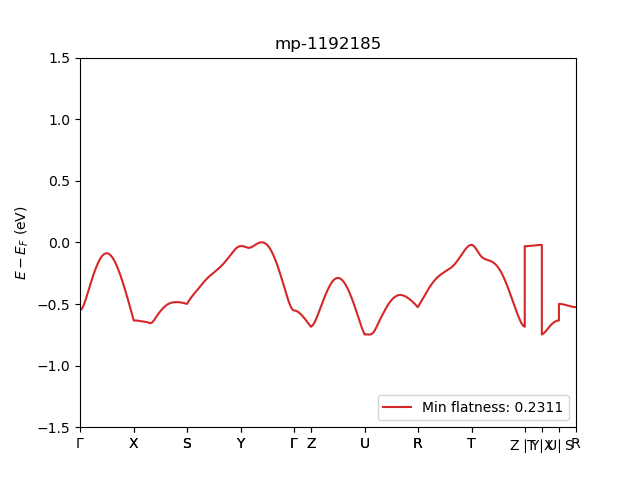 mp-1192185
E − E_F (eV)
1.5
1.0
0.5
0.0
−0.5
−1.0
−1.5
Γ X S Y Γ Z U R T Z |T Y|X U| S R
Min flatness: 0.2311